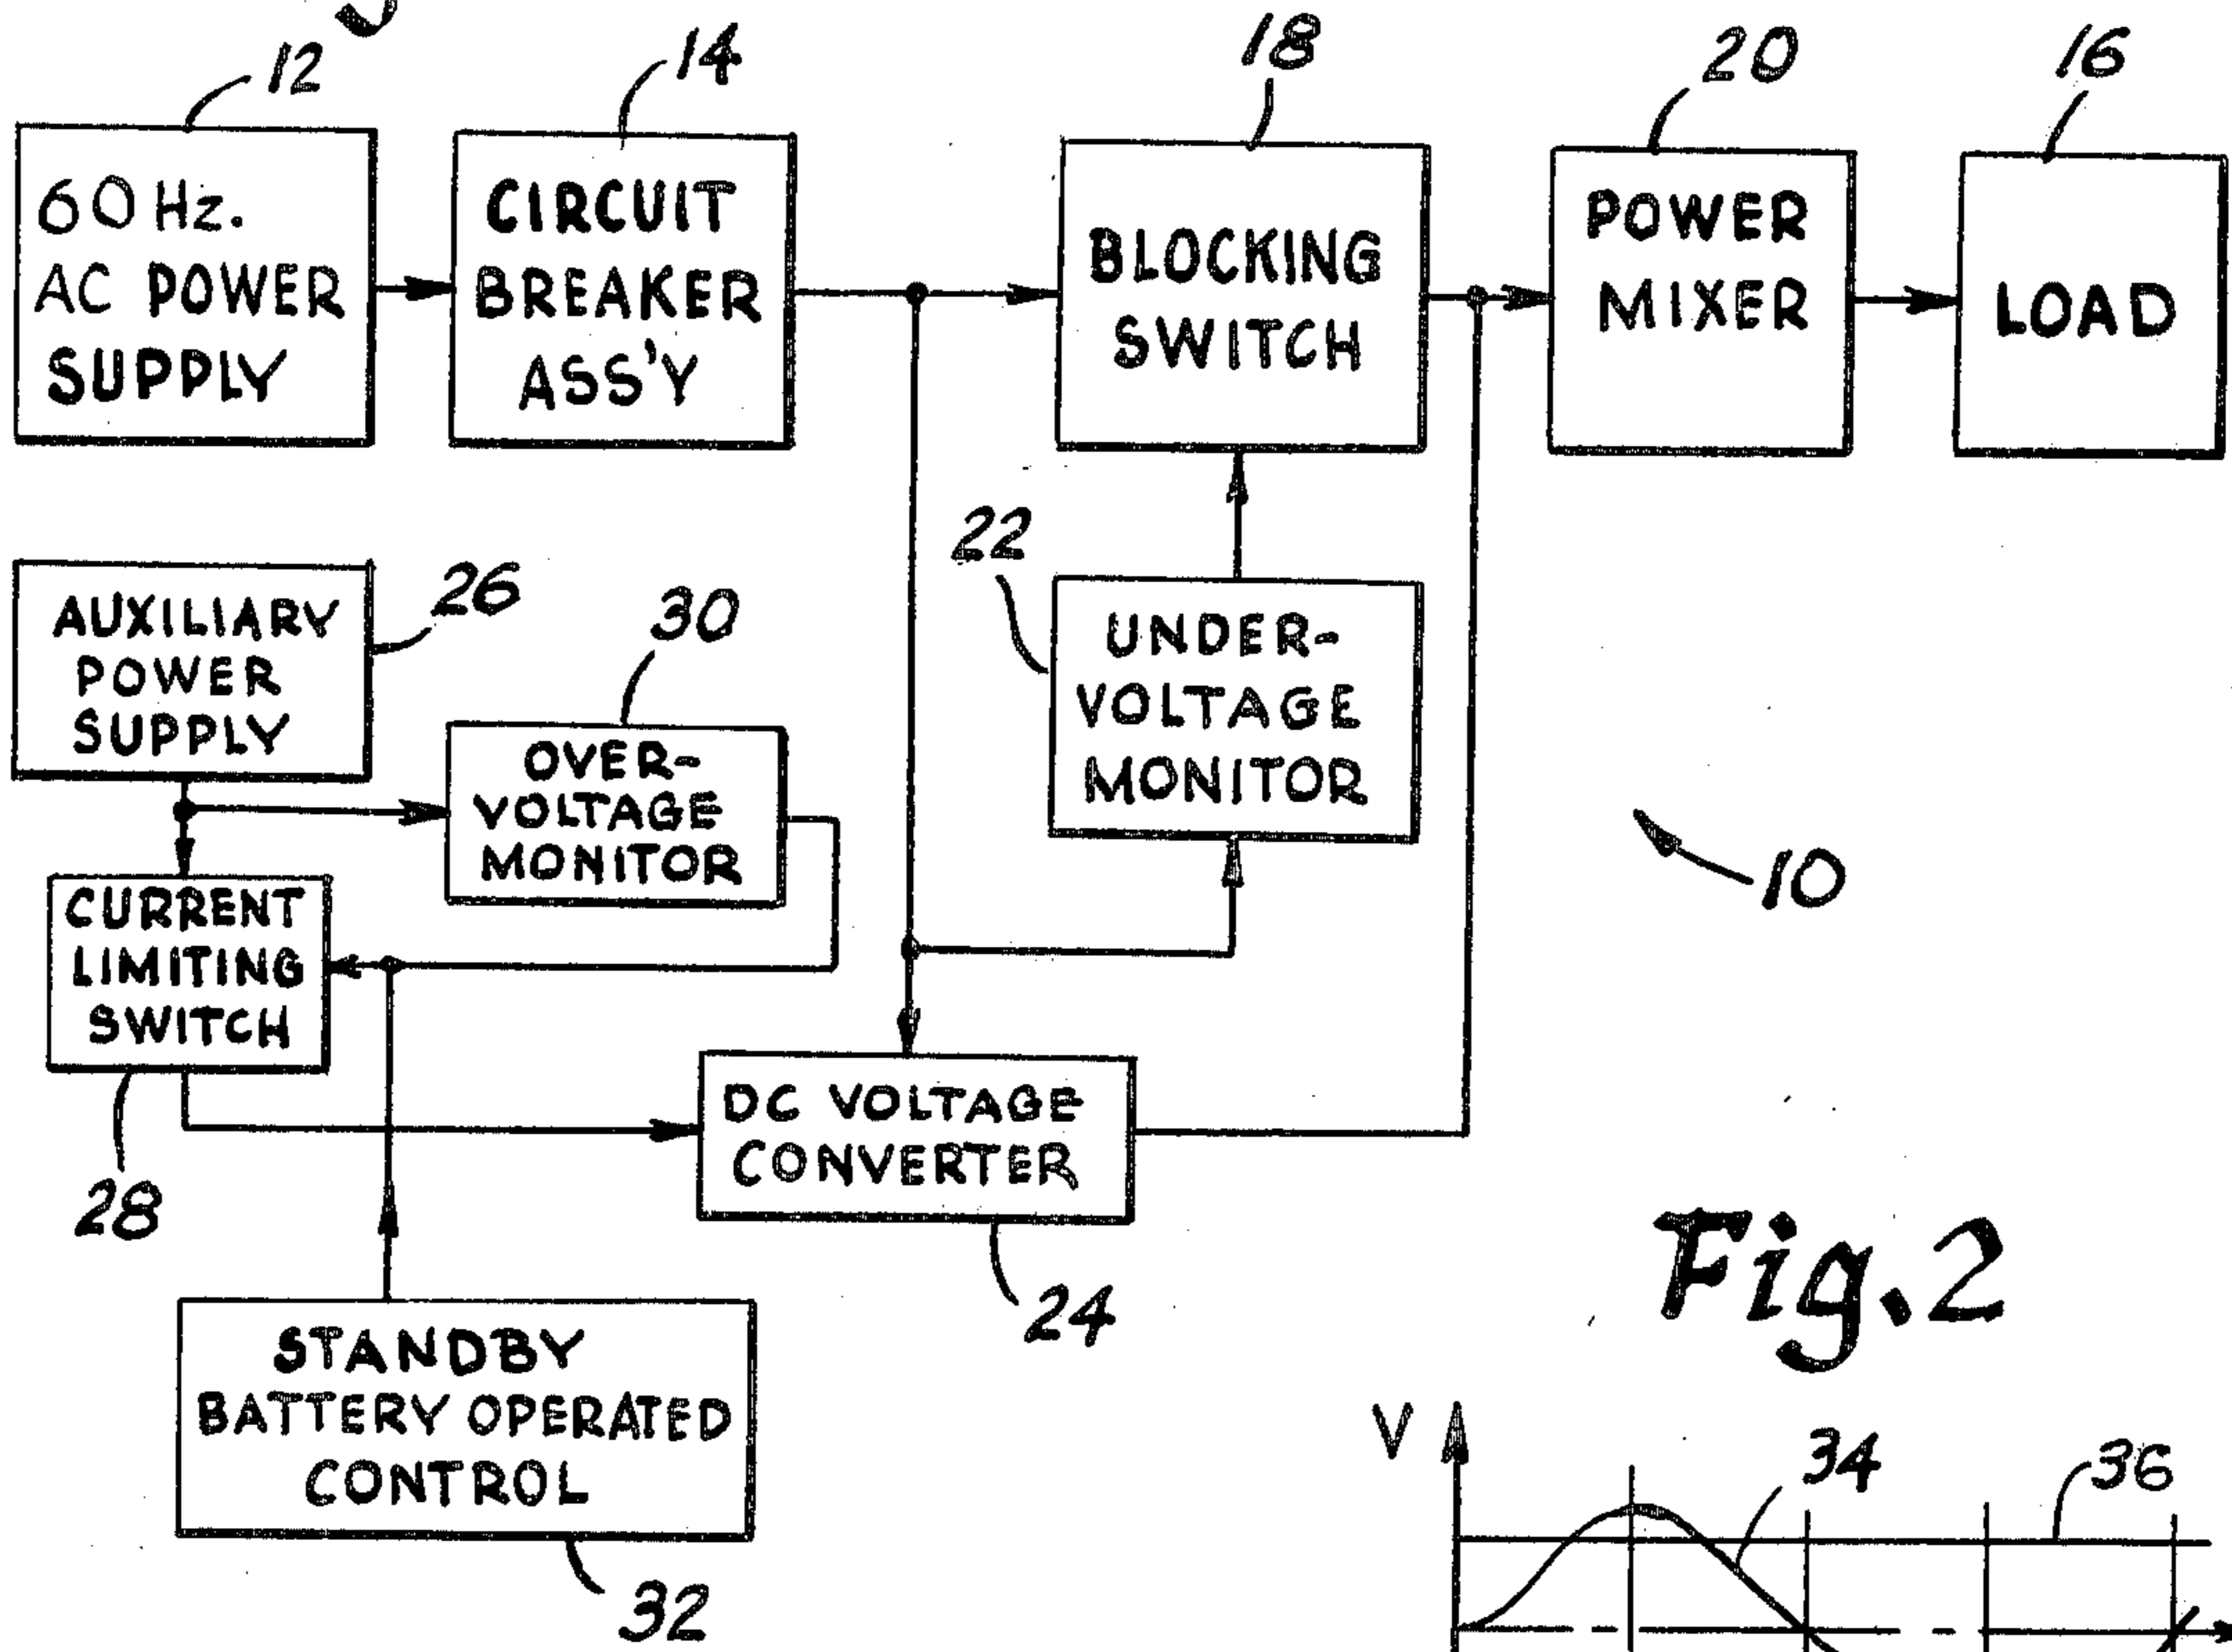 12
14
18
20
16
60 Hz.
AC POWER
SUPPLY
CIRCUIT
BREAKER
ASS'Y
BLOCKING
SWITCH
POWER
MIXER
LOAD
22
26
30
AUXILIARY
POWER
SUPPLY
OVER-
VOLTAGE
MONITOR
UNDER-
VOLTAGE
MONITOR
10
CURRENT
LIMITING
SWITCH
28
DC VOLTAGE
CONVERTER
24
STANDBY
BATTERY OPERATED
CONTROL
32
Fig. 2
V
34
36